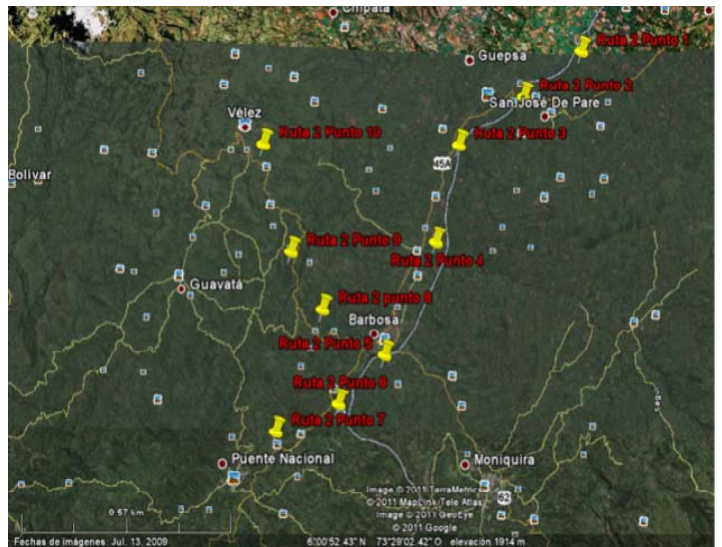 Chipatá
Ruta 2 Punto 1
Guepsa
Ruta 2 Punto 2
San José De Pare
Vélez
Ruta 2 Punto 10
Ruta 2 Punto 3
45A
Bolivar
Ruta 2 Punto 9
Ruta 2 Punto 4
Guavatá
Ruta 2 punto 8
Barbosa
Ruta 2 Punto 5
Ruta 2 Punto 6
Ruta 2 Punto 7
Puente Nacional
Moniquira
62
Image © 2011 TerraMetrics
© 2011 MapLink/Tele Atlas
Image © 2011 GeoEye
© 2011 Google
9.57 km
Fechas de imágenes: Jul. 13, 2009 6°00'52.43" N 73°29'02.42" O elevación 1914 m